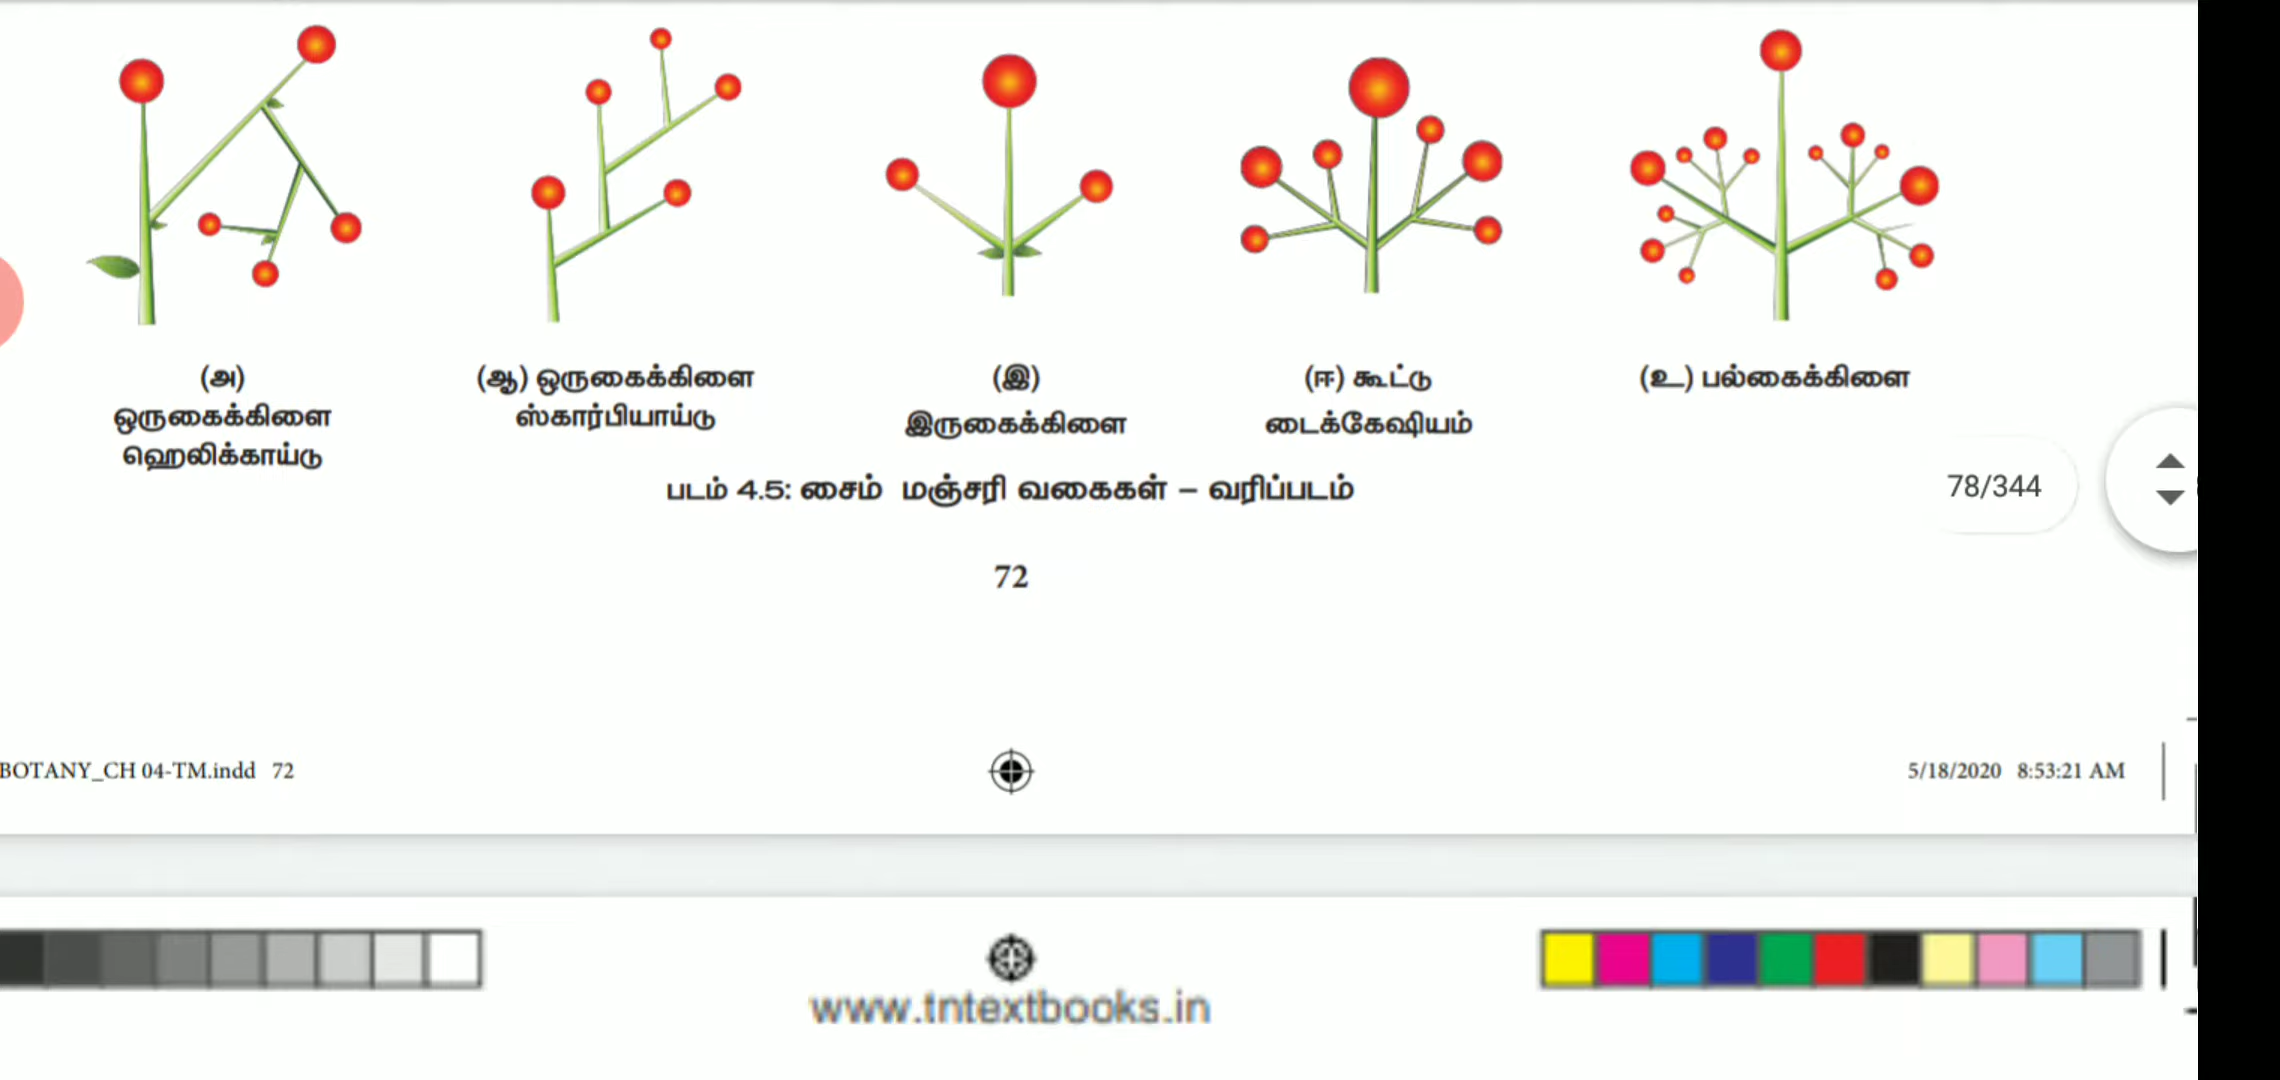 (அ)
ஒருகைக்கிளை
ஹெலிக்காய்டு
(ஆ) ஒருகைக்கிளை
ஸ்கார்பியாய்டு
(இ)
இருகைக்கிளை
(ஈ) கூட்டு
டைக்கேஷியம்
(உ) பல்கைக்கிளை
படம் 4.5: சைம் மஞ்சரி வகைகள் – வரிப்படம்
78/344
72
BOTANY_CH 04-TM.indd 72
5/18/2020 8:53:21 AM
www.tntextbooks.in